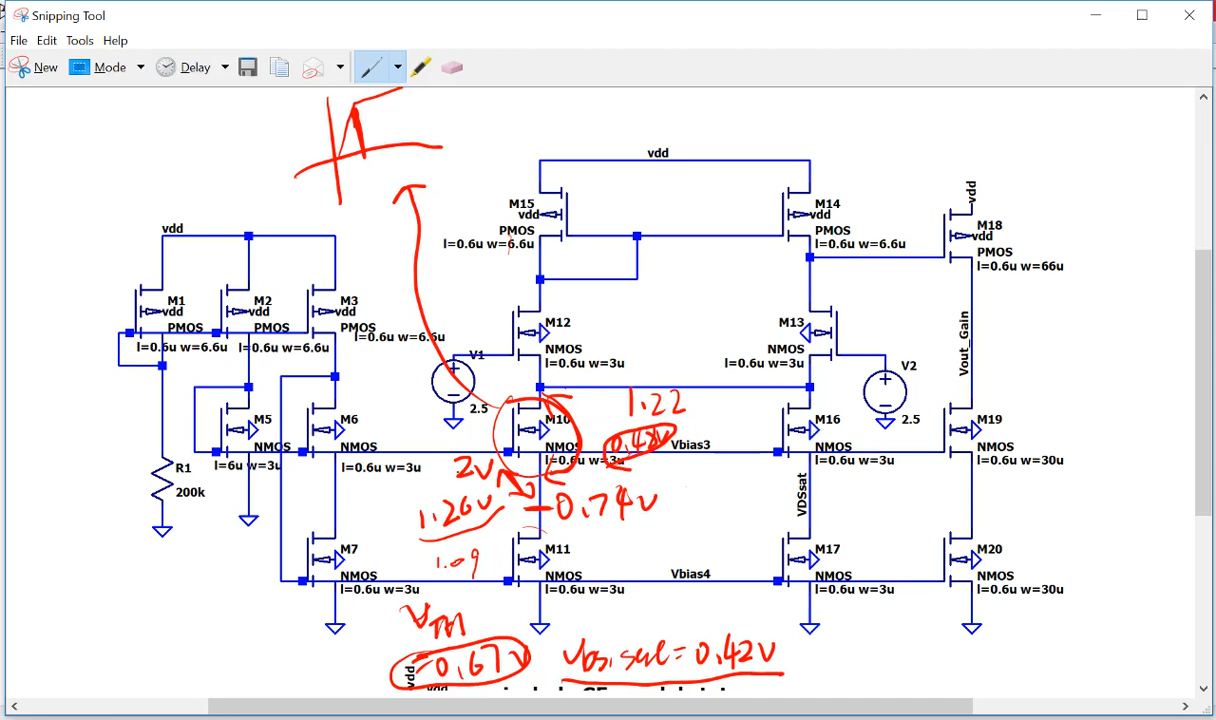 Snipping Tool
File Edit Tools Help
New Mode Delay
vdd
vdd
M15
vdd
PMOS
l=0.6u w=6.6u
M14
vdd
PMOS
l=0.6u w=6.6u
vdd
M18
vdd
PMOS
l=0.6u w=66u
M1
vdd
PMOS
l=0.6u w=6.6u
M2
vdd
PMOS
l=0.6u w=6.6u
M3
vdd
PMOS
l=0.6u w=6.6u
M12
NMOS
l=0.6u w=3u
M13
NMOS
l=0.6u w=3u
V1
2.5
V2
2.5
Vout_Gain
M5
NMOS
l=6u w=3u
M6
NMOS
l=0.6u w=3u
M10
NMOS
l=0.6u w=3u
1.22
0.42V
Vbias3
M16
NMOS
l=0.6u w=3u
M19
NMOS
l=0.6u w=30u
R1
200k
2V
1.26V
-0.74V
1.09
VDSsat
M7
NMOS
l=0.6u w=3u
M11
NMOS
l=0.6u w=3u
Vbias4
M17
NMOS
l=0.6u w=3u
M20
NMOS
l=0.6u w=30u
VTH
=0.67V
VDS,sat=0.42V
vdd
vdd